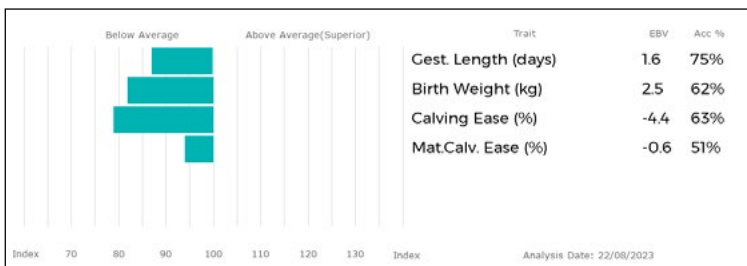 Below Average Above Average(Superior) Trait EBV Acc %
Gest. Length (days) 1.6 75%
Birth Weight (kg) 2.5 62%
Calving Ease (%) -4.4 63%
Mat.Calv. Ease (%) -0.6 51%
Index 70 80 90 100 110 120 130 Index Analysis Date: 22/08/2023